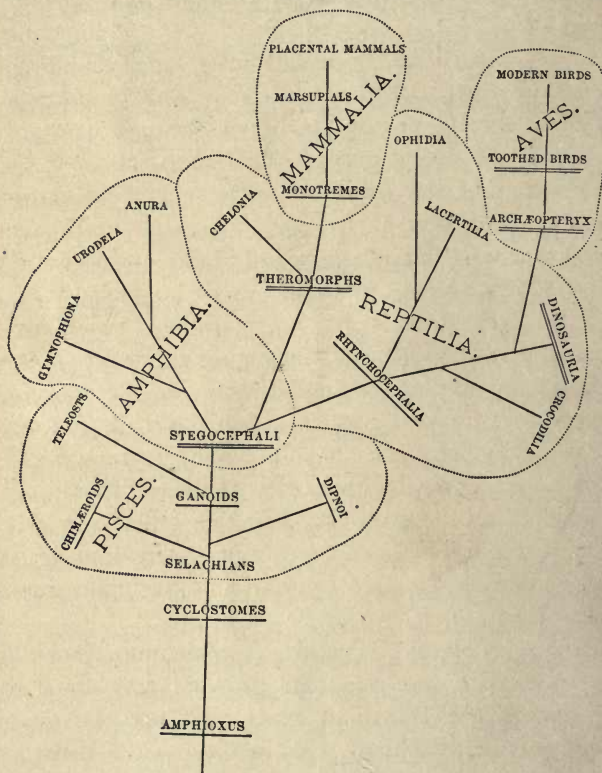 PLACENTAL MAMMALS
MODERN BIRDS
MARSUPIALS
MAMMALIA.
AVES.
OPHIDIA
TOOTHED BIRDS
MONOTREMES
ANURA
CHELONIA
LACERTILIA
ARCHÆOPTERYX
URODELA
THEROMORPHS
REPTILIA.
DINOSAURIA
GYMNOPHIONA
AMPHIBIA.
RHYNCHOCEPHALIA
CROCODILIA
TELEOSTS
STEGOCEPHALI
GANOIDS
CHIMÆROIDS
PISCES.
DIPNOI
SELACHIANS
CYCLOSTOMES
AMPHIOXUS